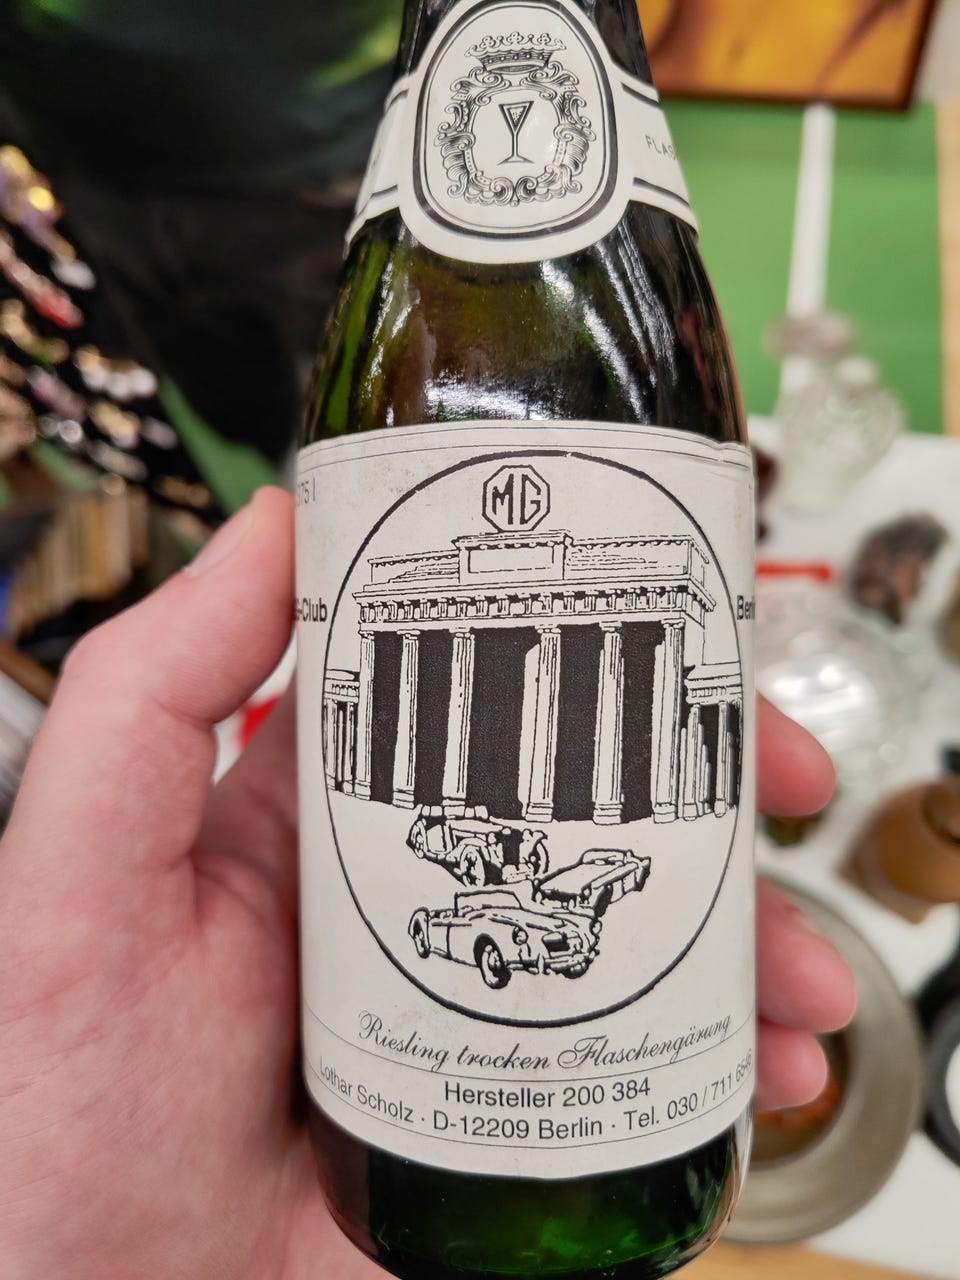 MG
Riesling trocken Flaschengärung
Hersteller 200 384
Lothar Scholz · D-12209 Berlin · Tel. 030 / 711